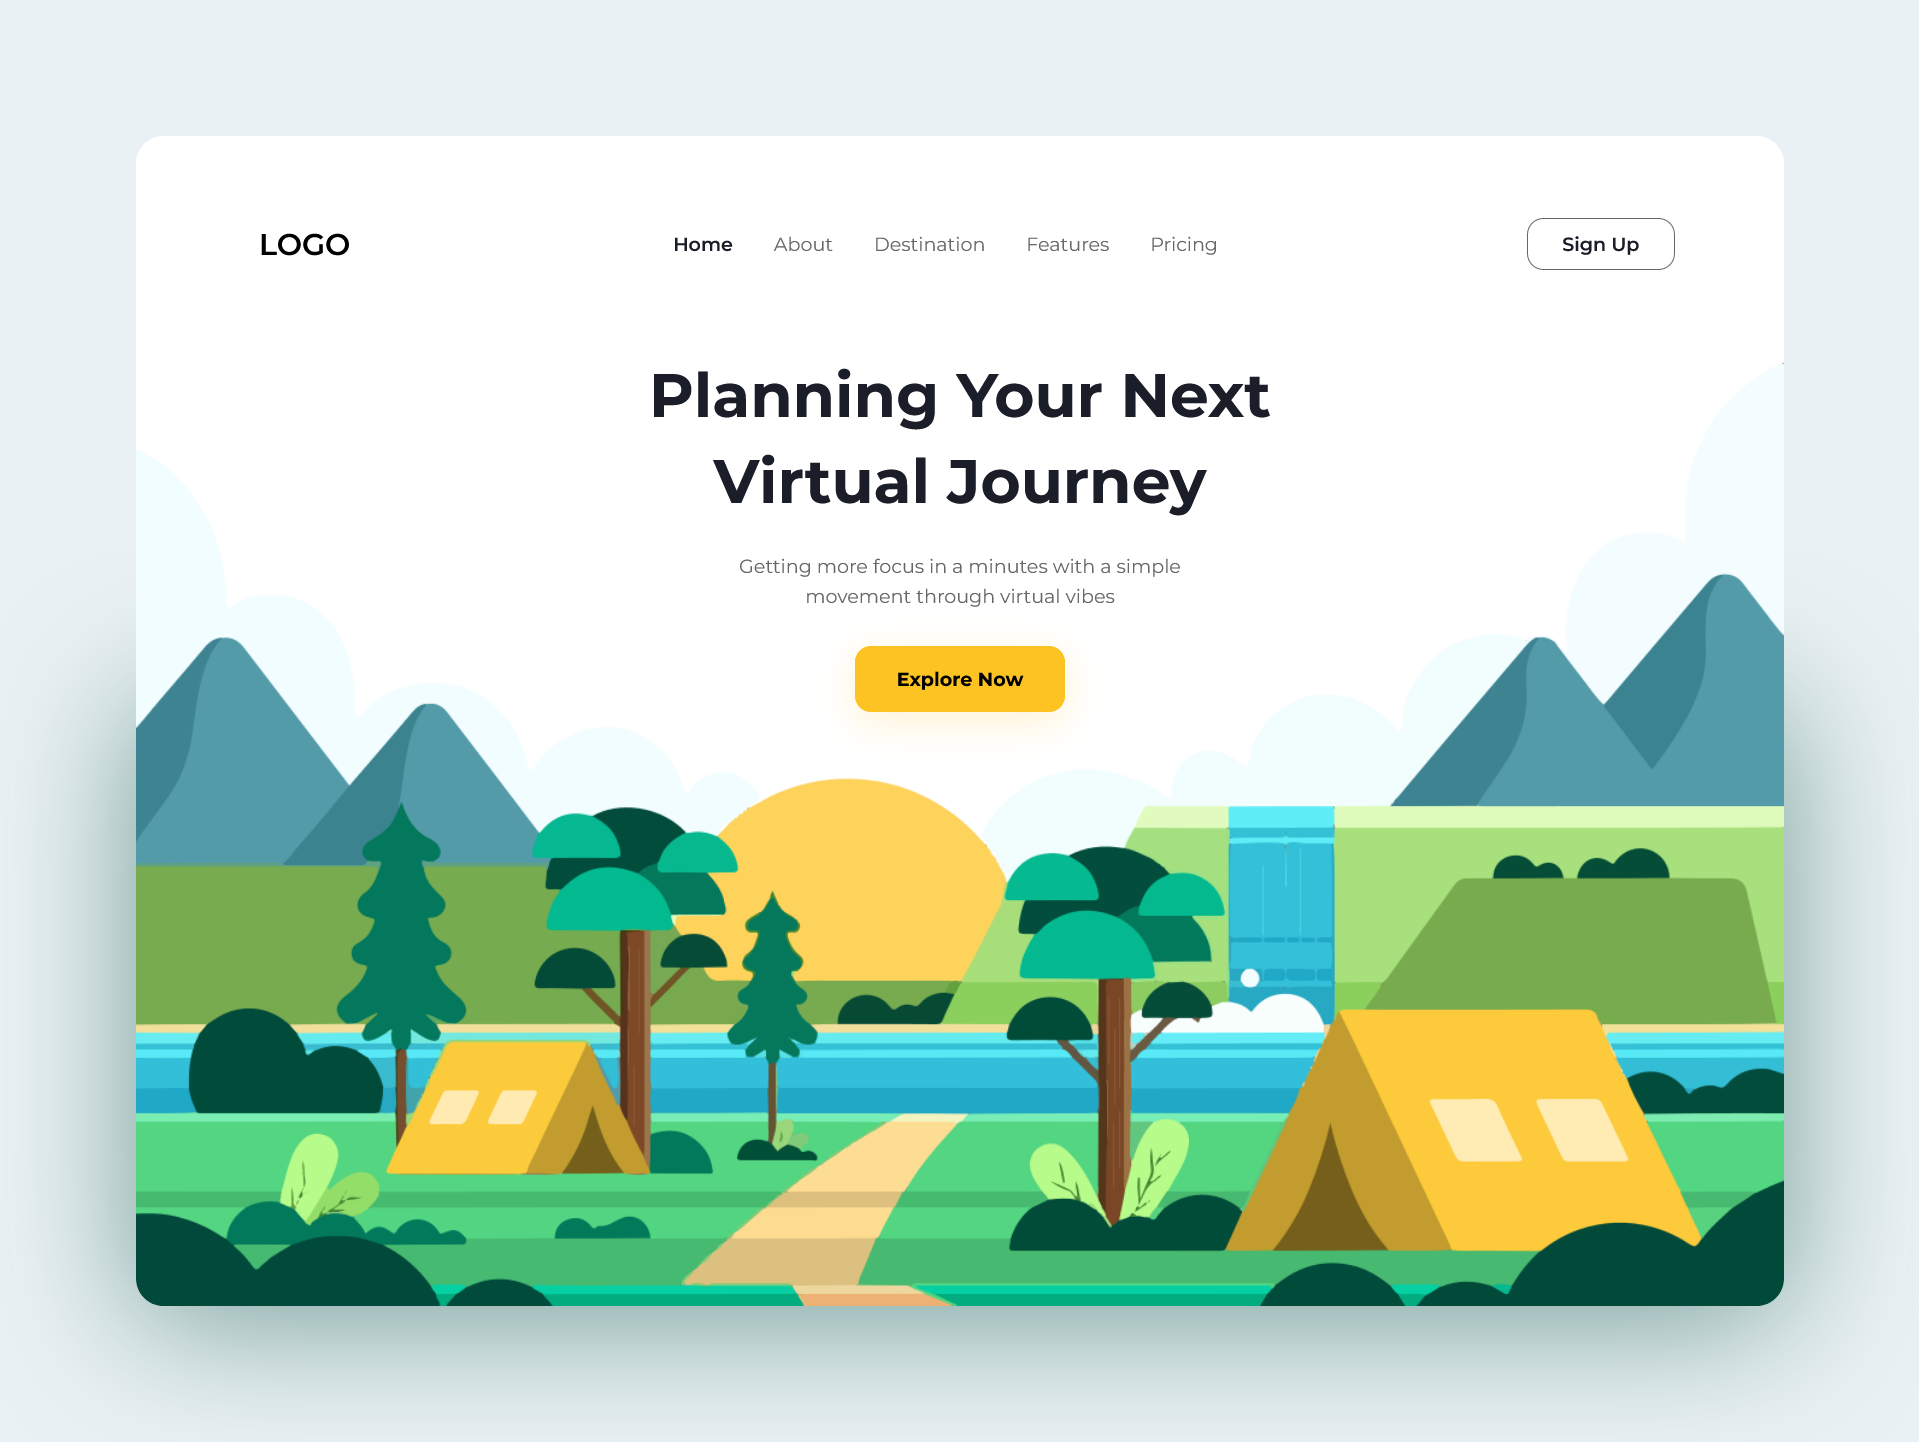 LOGO
Home About Destination Features Pricing
Sign Up
Planning Your Next
Virtual Journey
Getting more focus in a minutes with a simple
movement through virtual vibes
Explore Now